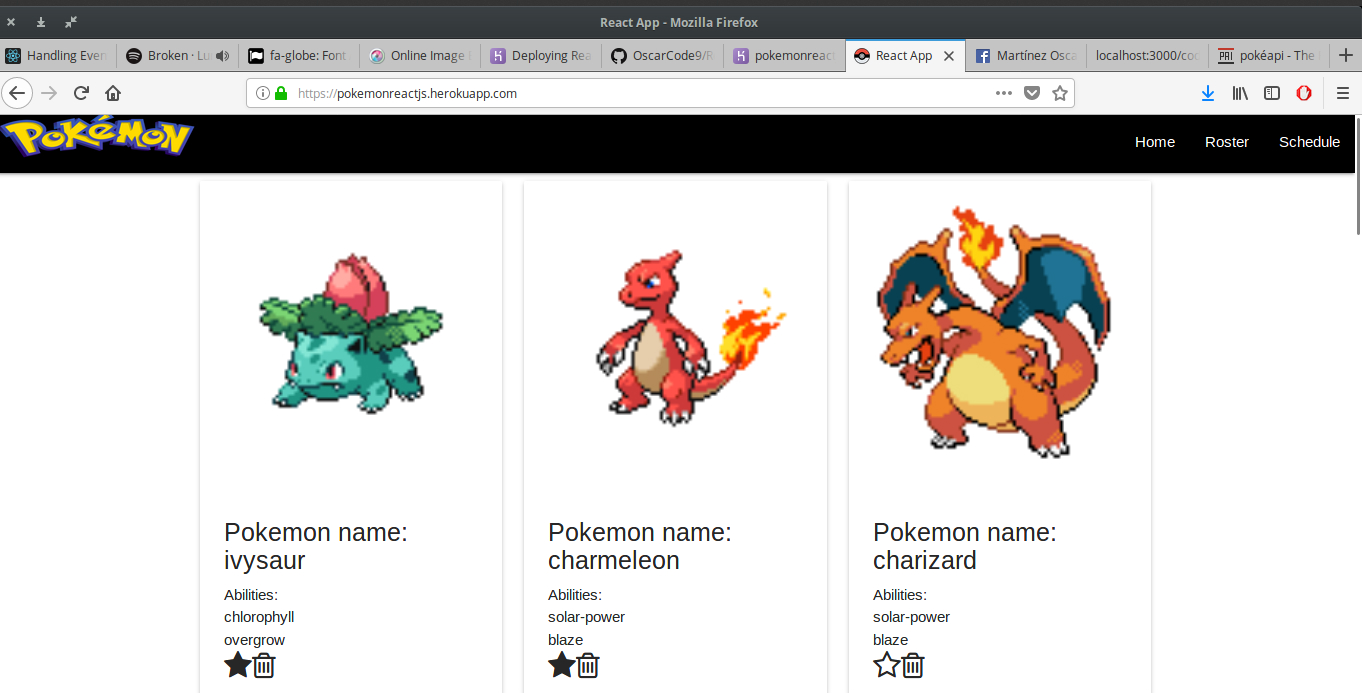 React App - Mozilla Firefox
Handling Even
Broken · Lu
fa-globe: Font
Online Image
Deploying Rea
OscarCode9/R
pokemonreact
React App
Martínez Osca
localhost:3000/coc
pokéapi - The
https://pokemonreactjs.herokuapp.com
POKéMON
Home Roster Schedule
Pokemon name:
ivysaur
Abilities:
chlorophyll
overgrow
Pokemon name:
charmeleon
Abilities:
solar-power
blaze
Pokemon name:
charizard
Abilities:
solar-power
blaze